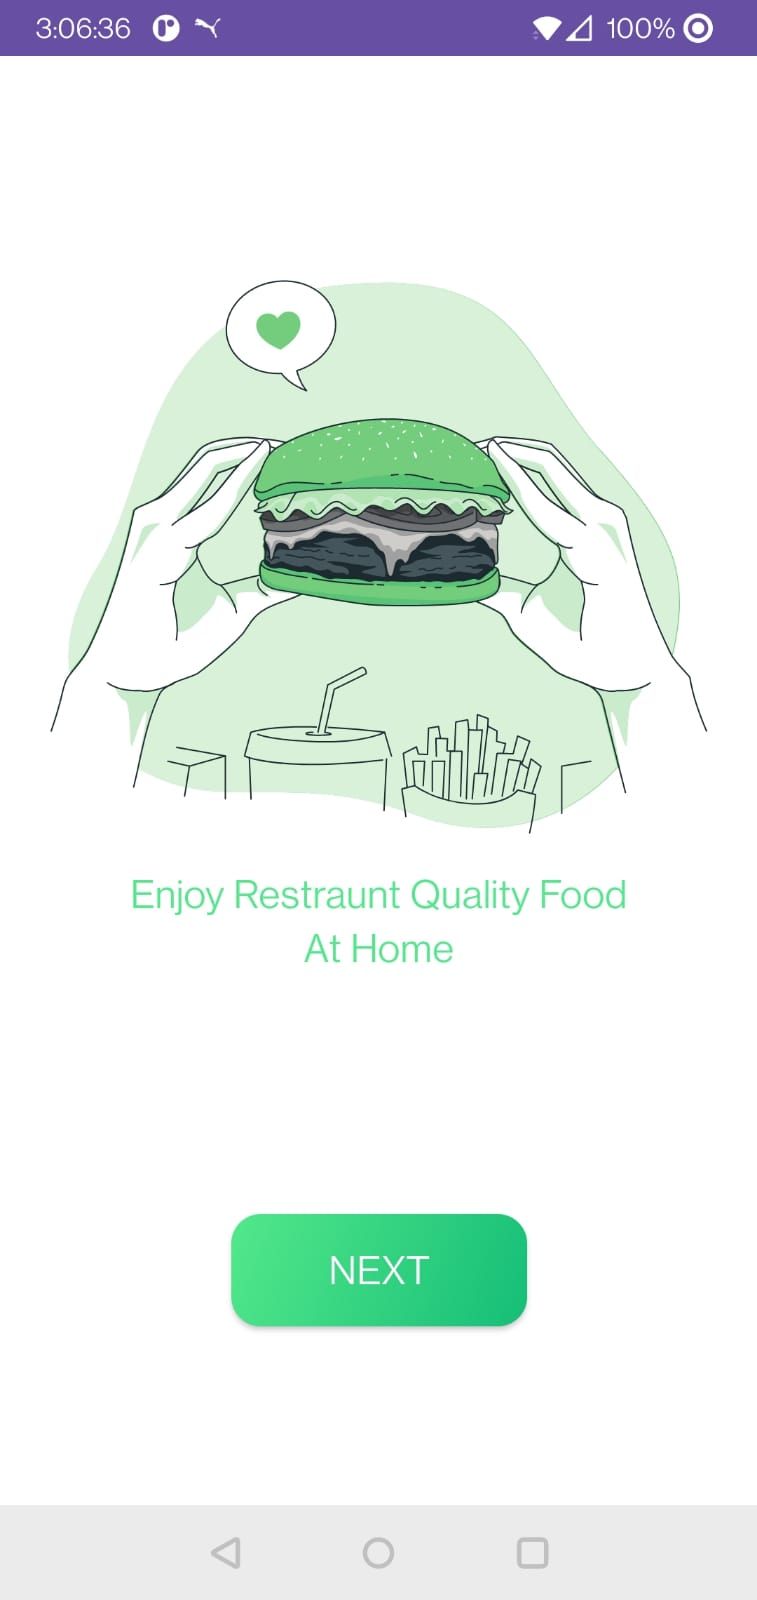 3:06:36 100%
Enjoy Restraunt Quality Food
At Home
NEXT